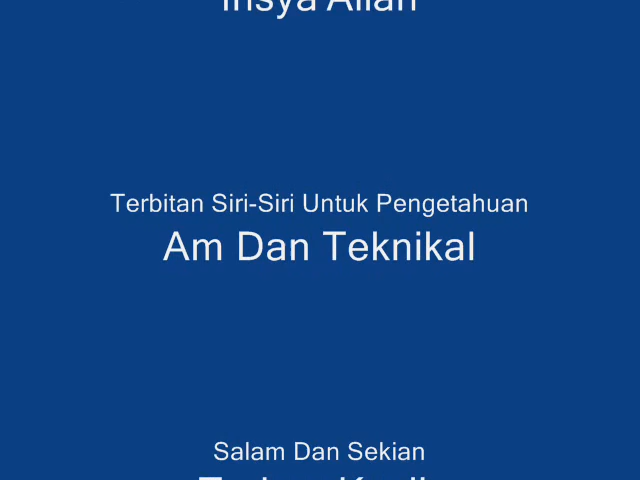 Insya Allah
Terbitan Siri-Siri Untuk Pengetahuan
Am Dan Teknikal
Salam Dan Sekian